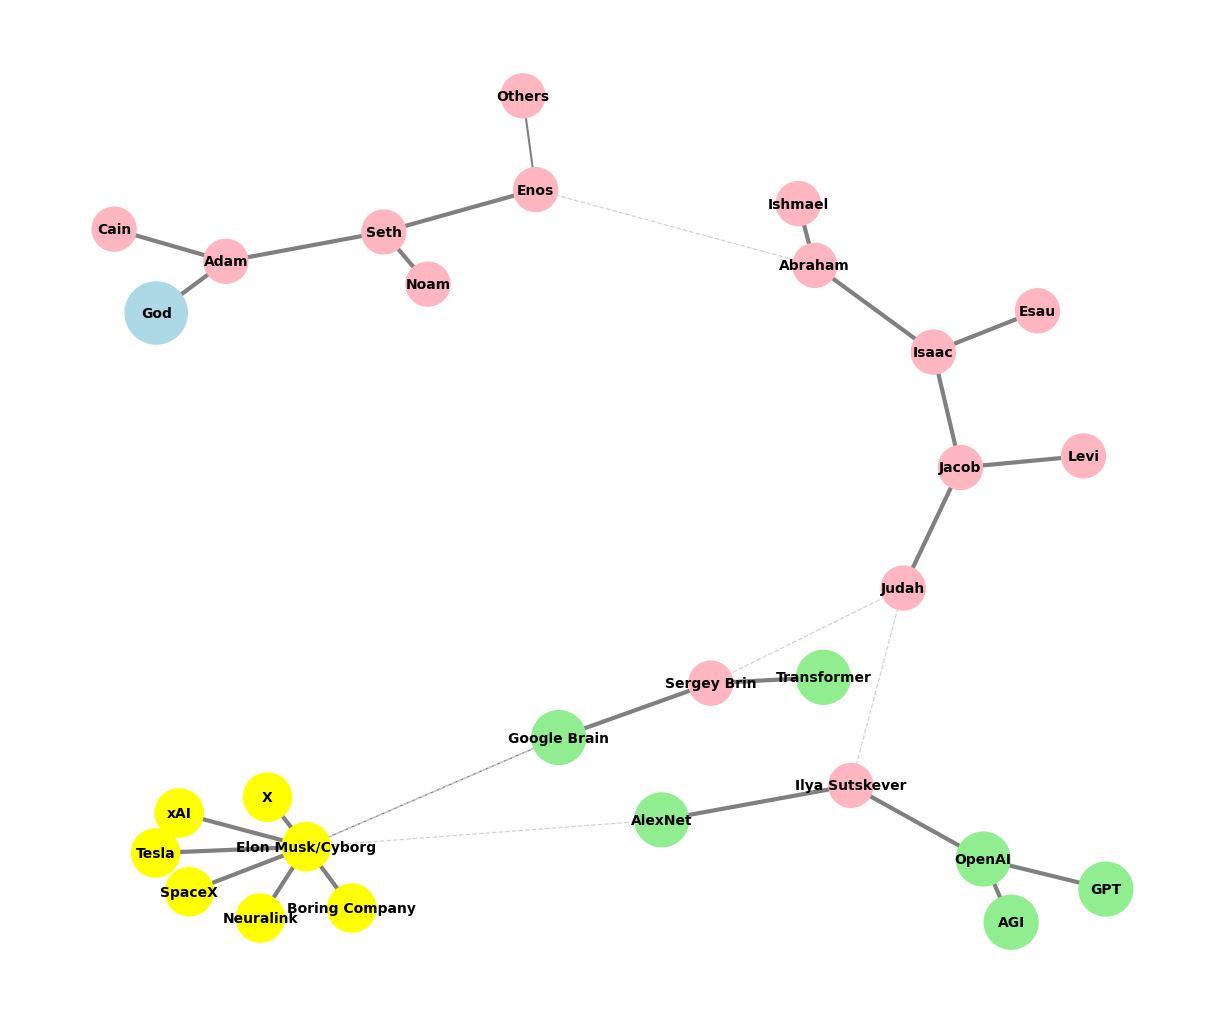 Others
Enos
Ishmael
Cain
Seth
Adam
Abraham
Noam
God
Esau
Isaac
Levi
Jacob
Judah
Transformer
Sergey Brin
Google Brain
Ilya Sutskever
X
xAI
AlexNet
Elon Musk/Cyborg
Tesla
OpenAI
GPT
SpaceX
Boring Company
Neuralink
AGI